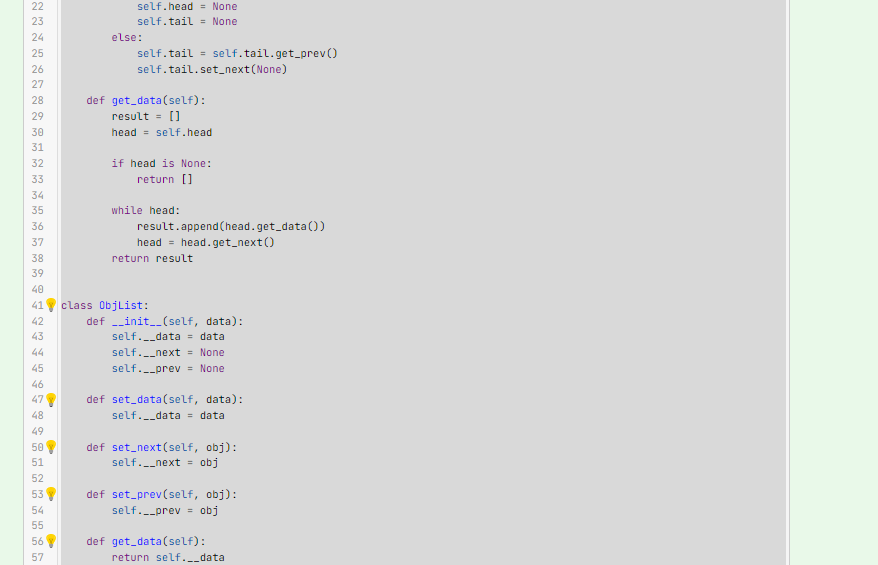 22 self.head = None
23 self.tail = None
24 else:
25 self.tail = self.tail.get_prev()
26 self.tail.set_next(None)
27
28 def get_data(self):
29 result = []
30 head = self.head
31
32 if head is None:
33 return []
34
35 while head:
36 result.append(head.get_data())
37 head = head.get_next()
38 return result
39
40
41 class ObjList:
42 def __init__(self, data):
43 self.__data = data
44 self.__next = None
45 self.__prev = None
46
47 def set_data(self, data):
48 self.__data = data
49
50 def set_next(self, obj):
51 self.__next = obj
52
53 def set_prev(self, obj):
54 self.__prev = obj
55
56 def get_data(self):
57 return self.__data